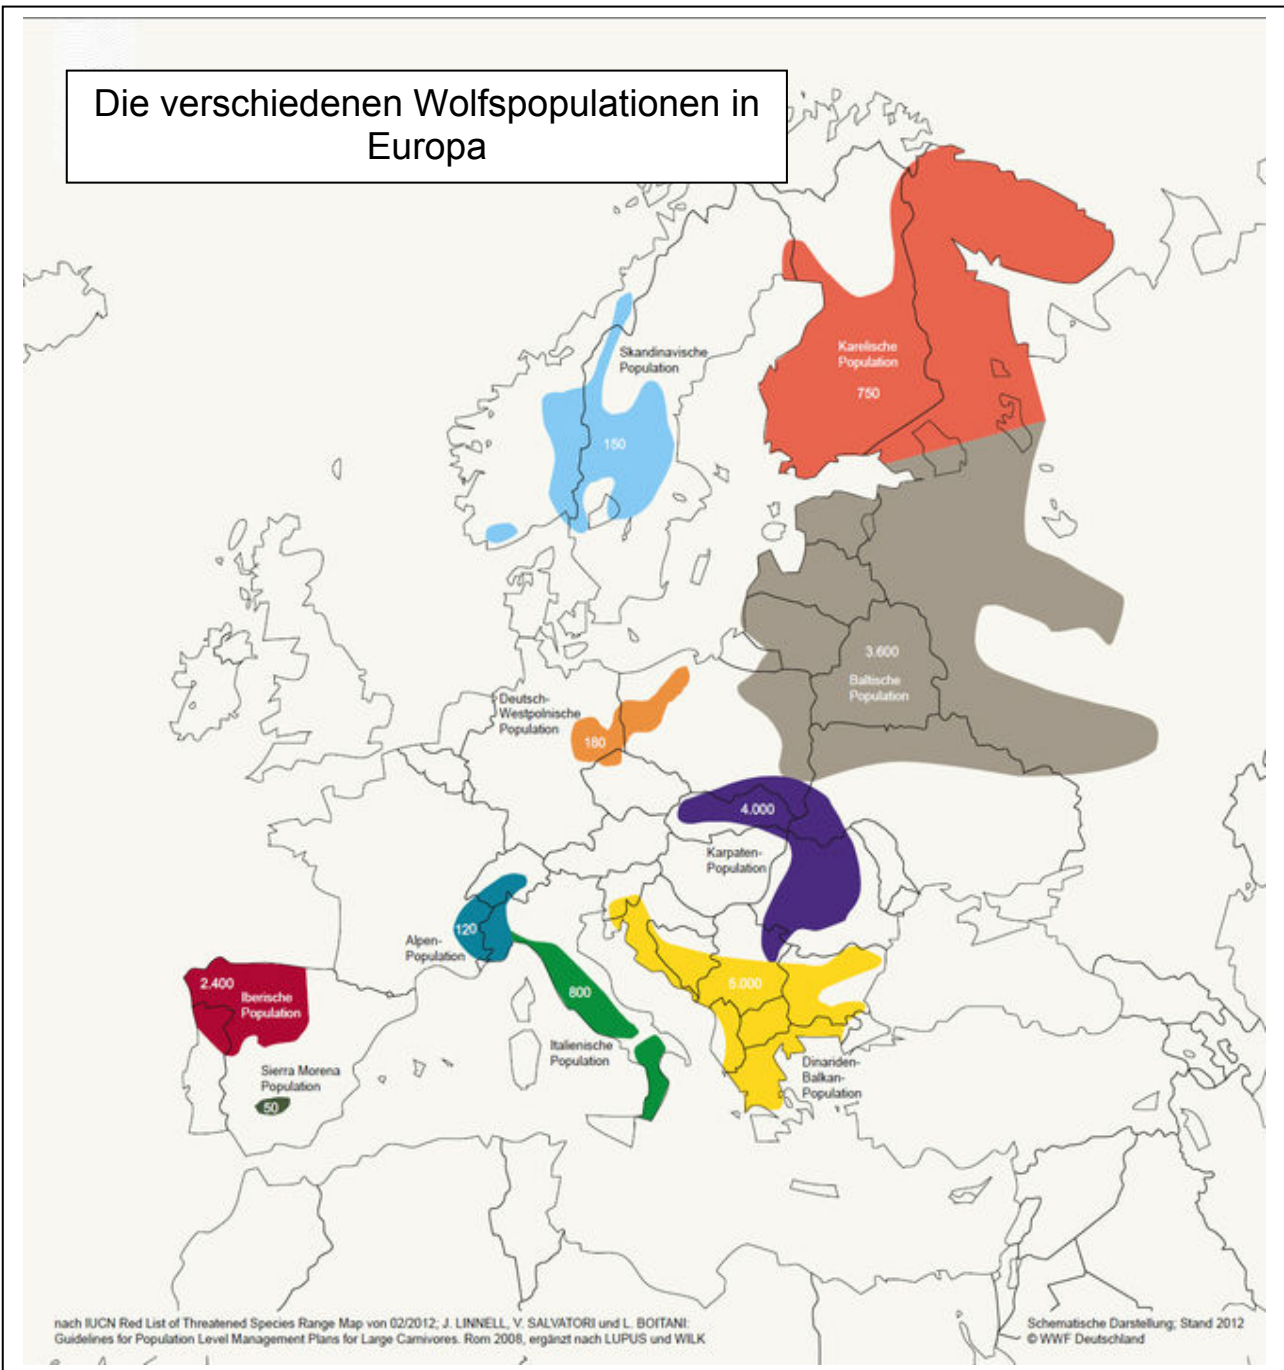 Die verschiedenen Wolfspopulationen in
Europa
Skandinavische
Population
150
Karelische
Population
750
3.600
Baltische
Population
Deutsch-
Westpolnische
Population
180
4.000
Karpaten-
Population
120
Alpen-
Population
2.400
Iberische
Population
800
5.000
Italienische
Population
Sierra Morena
Population
50
Dinariden-
Balkan-
Population
nach IUCN Red List of Threatened Species Range Map von 02/2012; J. LINNELL, V. SALVATORI und L. BOITANI:
Guidelines for Population Level Management Plans for Large Carnivores. Rom 2008, ergänzt nach LUPUS und WILK
Schematische Darstellung; Stand 2012
© WWF Deutschland